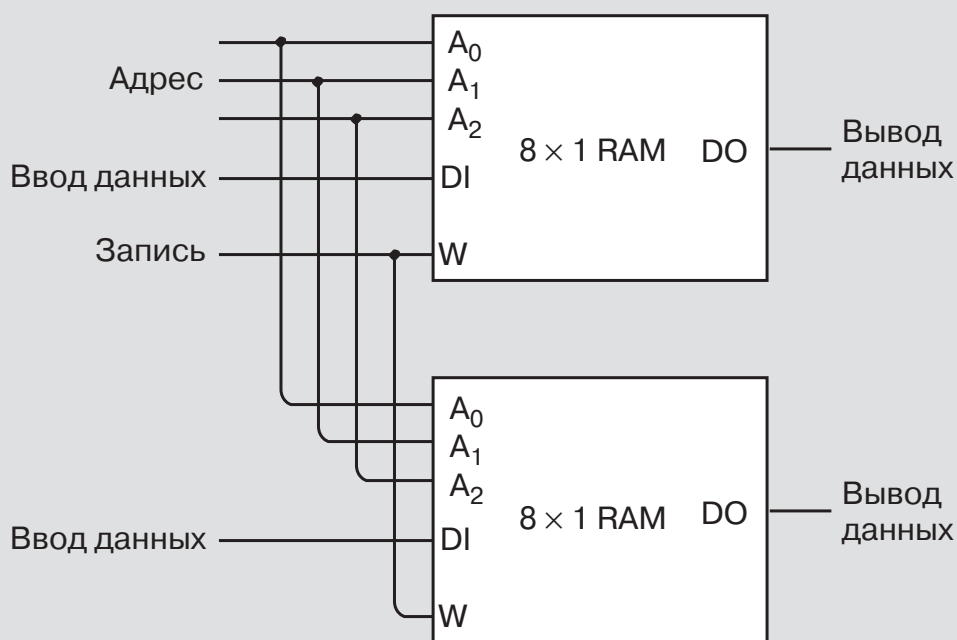 A₀
Адрес
A₁
A₂
8 × 1 RAM
DO
Вывод
данных
Ввод данных
DI
Запись
W
A₀
A₁
A₂
8 × 1 RAM
DO
Вывод
данных
Ввод данных
DI
W